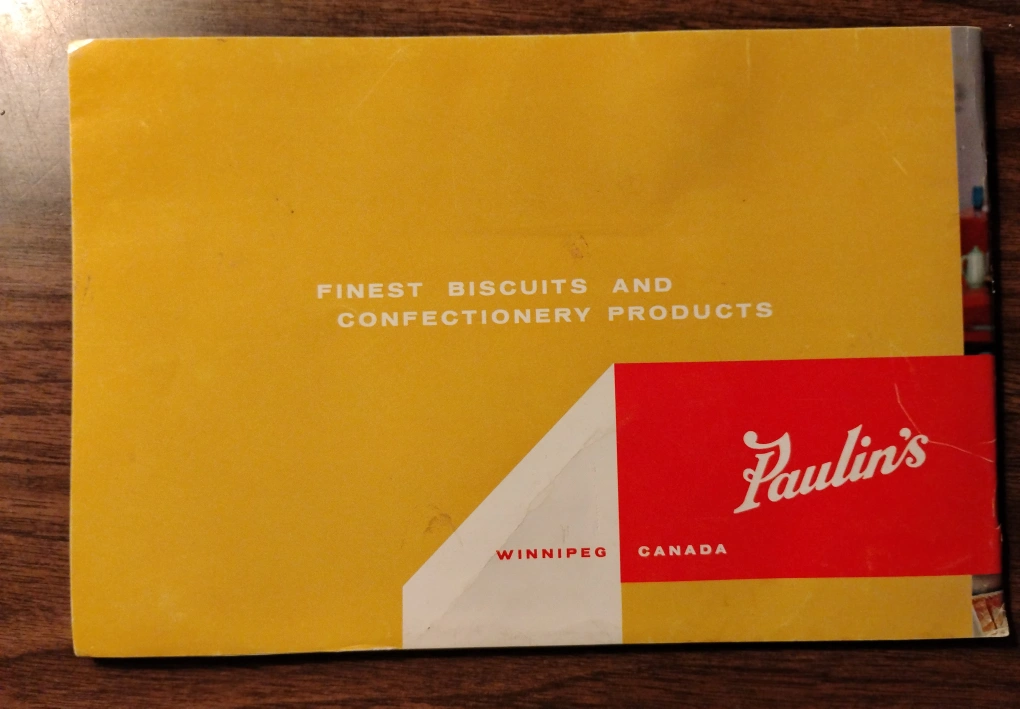 FINEST BISCUITS AND
CONFECTIONERY PRODUCTS
Paulin's
WINNIPEG CANADA